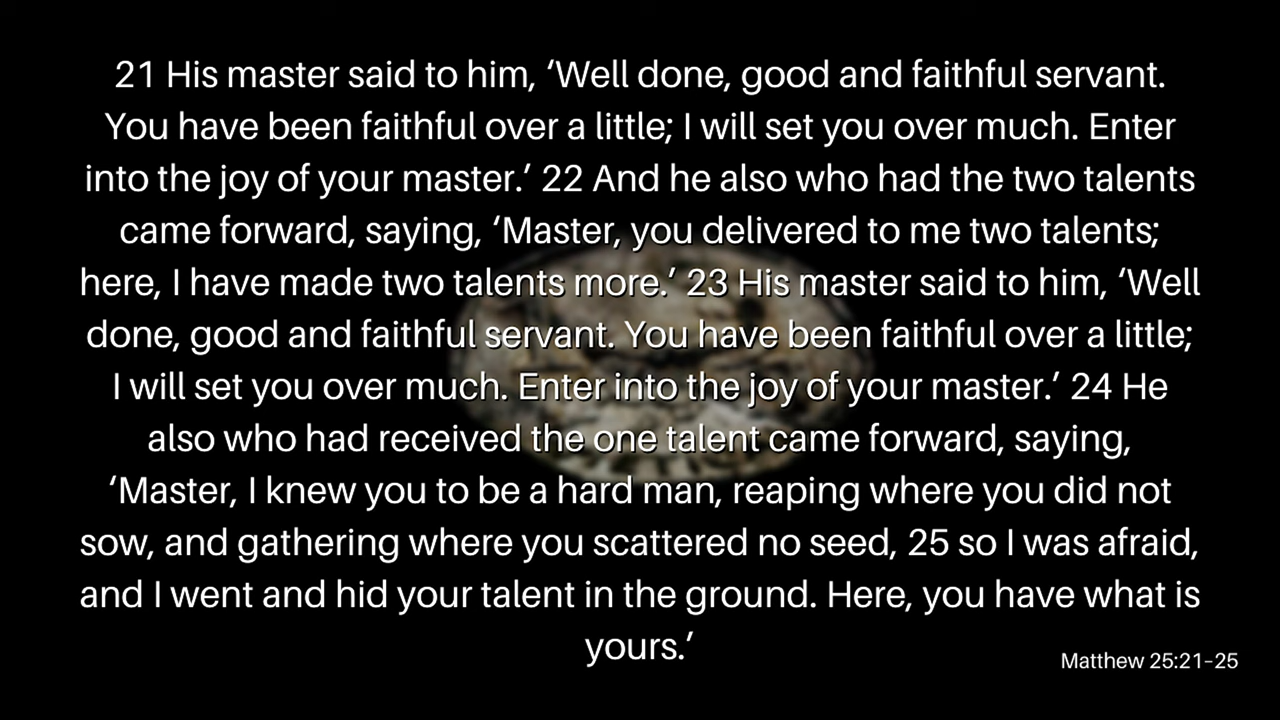 21 His master said to him, ‘Well done, good and faithful servant.
You have been faithful over a little; I will set you over much. Enter
into the joy of your master.’ 22 And he also who had the two talents
came forward, saying, ‘Master, you delivered to me two talents;
here, I have made two talents more.’ 23 His master said to him, ‘Well
done, good and faithful servant. You have been faithful over a little;
I will set you over much. Enter into the joy of your master.’ 24 He
also who had received the one talent came forward, saying,
‘Master, I knew you to be a hard man, reaping where you did not
sow, and gathering where you scattered no seed, 25 so I was afraid,
and I went and hid your talent in the ground. Here, you have what is
yours.’
Matthew 25:21–25